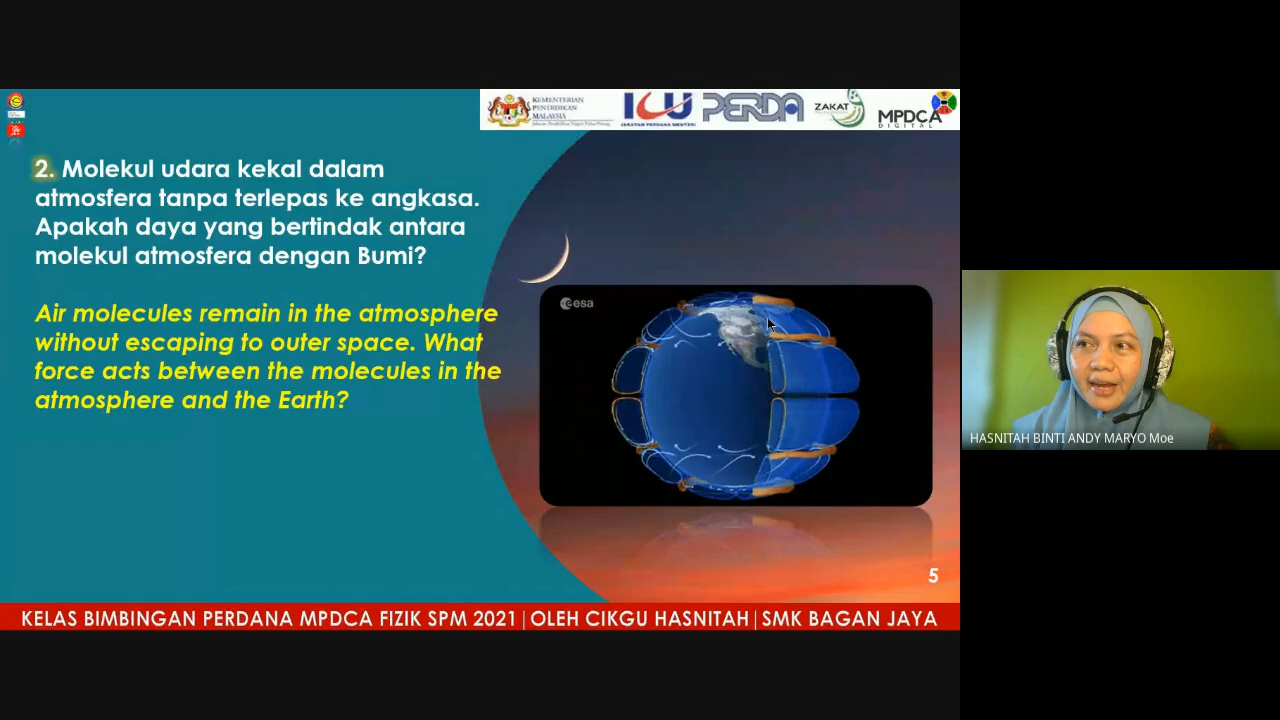 KEMENTERIAN
PENDIDIKAN
MALAYSIA
ICU
JABATAN PERDANA MENTERI
PERDA
ZAKAT
MPDCA
DIGITAL
2. Molekul udara kekal dalam
atmosfera tanpa terlepas ke angkasa.
Apakah daya yang bertindak antara
molekul atmosfera dengan Bumi?
Air molecules remain in the atmosphere
without escaping to outer space. What
force acts between the molecules in the
atmosphere and the Earth?
esa
5
KELAS BIMBINGAN PERDANA MPDCA FIZIK SPM 2021|OLEH CIKGU HASNITAH|SMK BAGAN JAYA
HASNITAH BINTI ANDY MARYO Moe